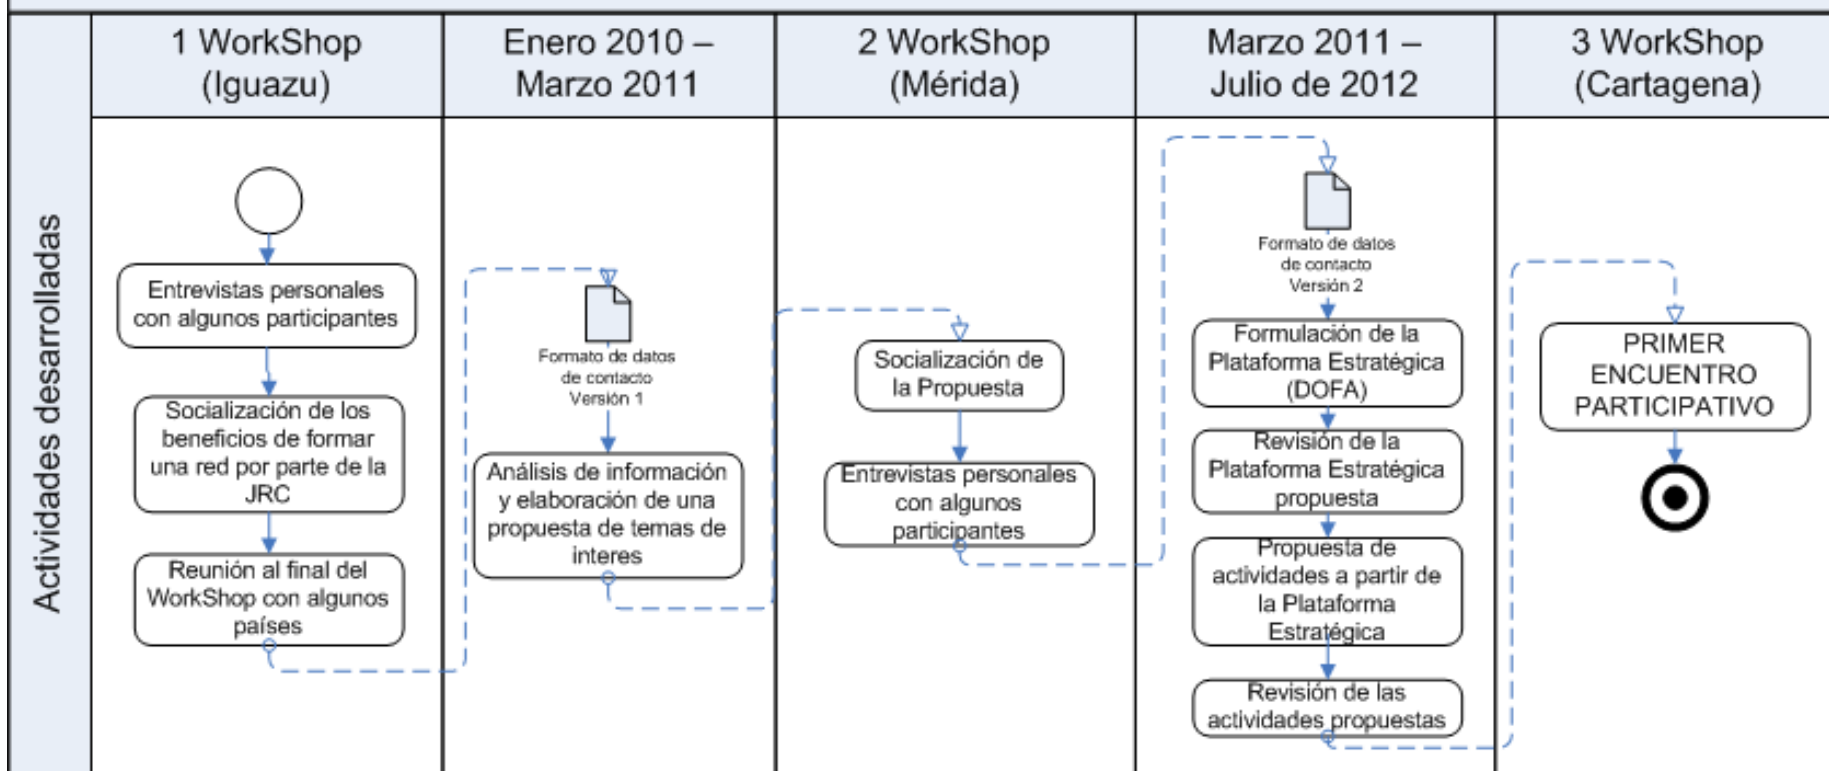 1 WorkShop
(Iguazu)
Enero 2010 –
Marzo 2011
2 WorkShop
(Mérida)
Marzo 2011 –
Julio de 2012
3 WorkShop
(Cartagena)
Actividades desarrolladas
Entrevistas personales
con algunos participantes
Socialización de los
beneficios de formar
una red por parte de la
JRC
Reunión al final del
WorkShop con algunos
países
Formato de datos
de contacto
Versión 1
Análisis de información
y elaboración de una
propuesta de temas de
interes
Socialización de
la Propuesta
Entrevistas personales
con algunos
participantes
Formato de datos
de contacto
Versión 2
Formulación de la
Plataforma Estratégica
(DOFA)
Revisión de la
Plataforma Estratégica
propuesta
Propuesta de
actividades a partir de
la Plataforma
Estratégica
Revisión de las
actividades propuestas
PRIMER
ENCUENTRO
PARTICIPATIVO